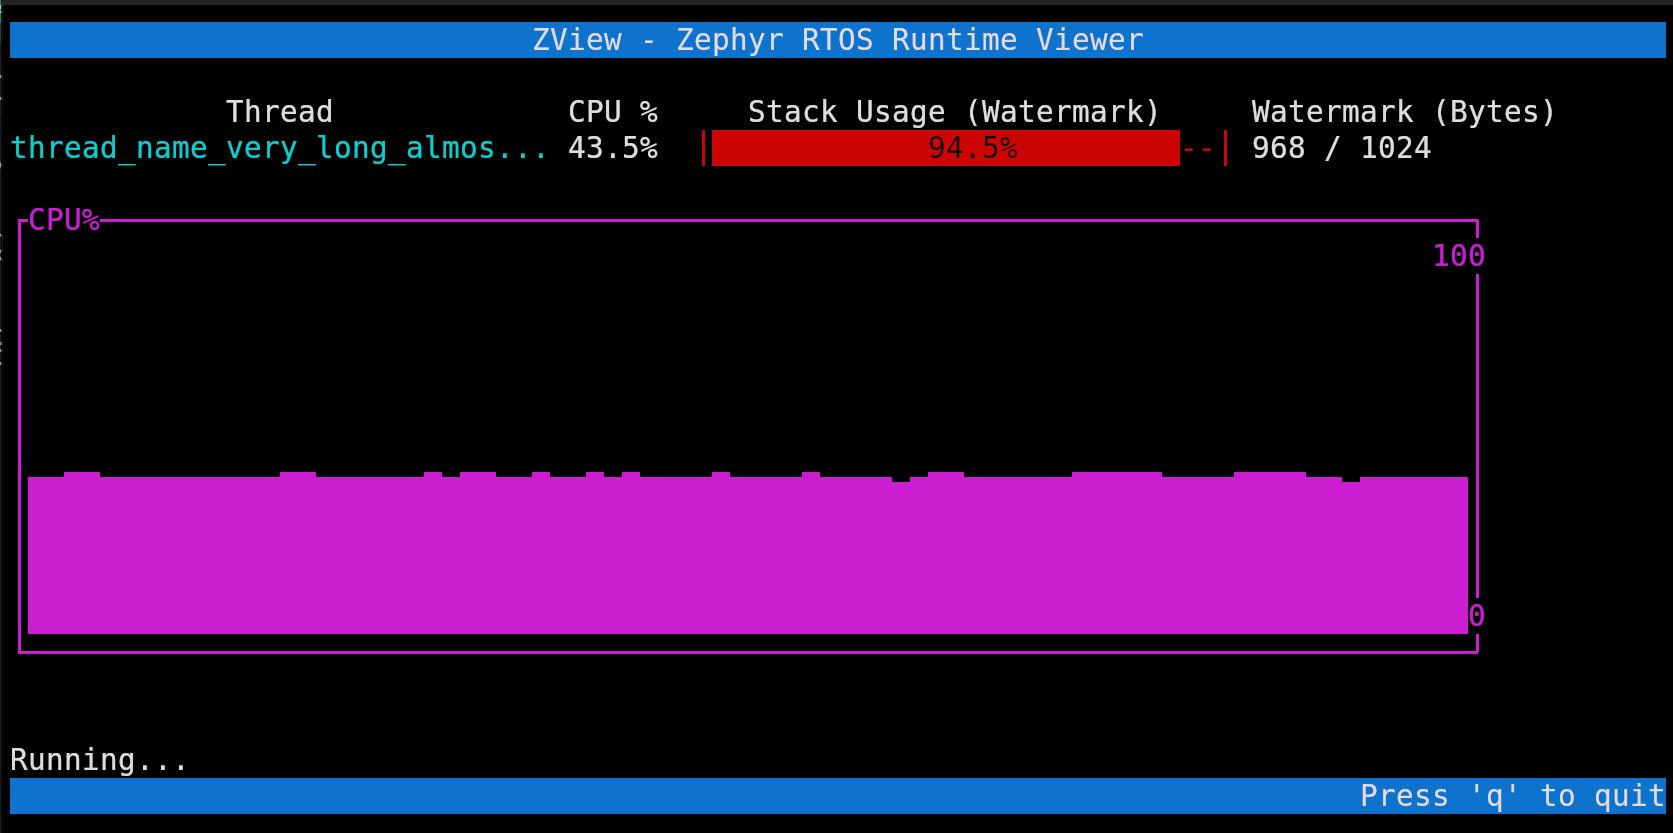 ZView - Zephyr RTOS Runtime Viewer
Thread CPU % Stack Usage (Watermark) Watermark (Bytes)
thread_name_very_long_almos... 43.5% |94.5%--| 968 / 1024
CPU%
100
0
Running...
Press 'q' to quit